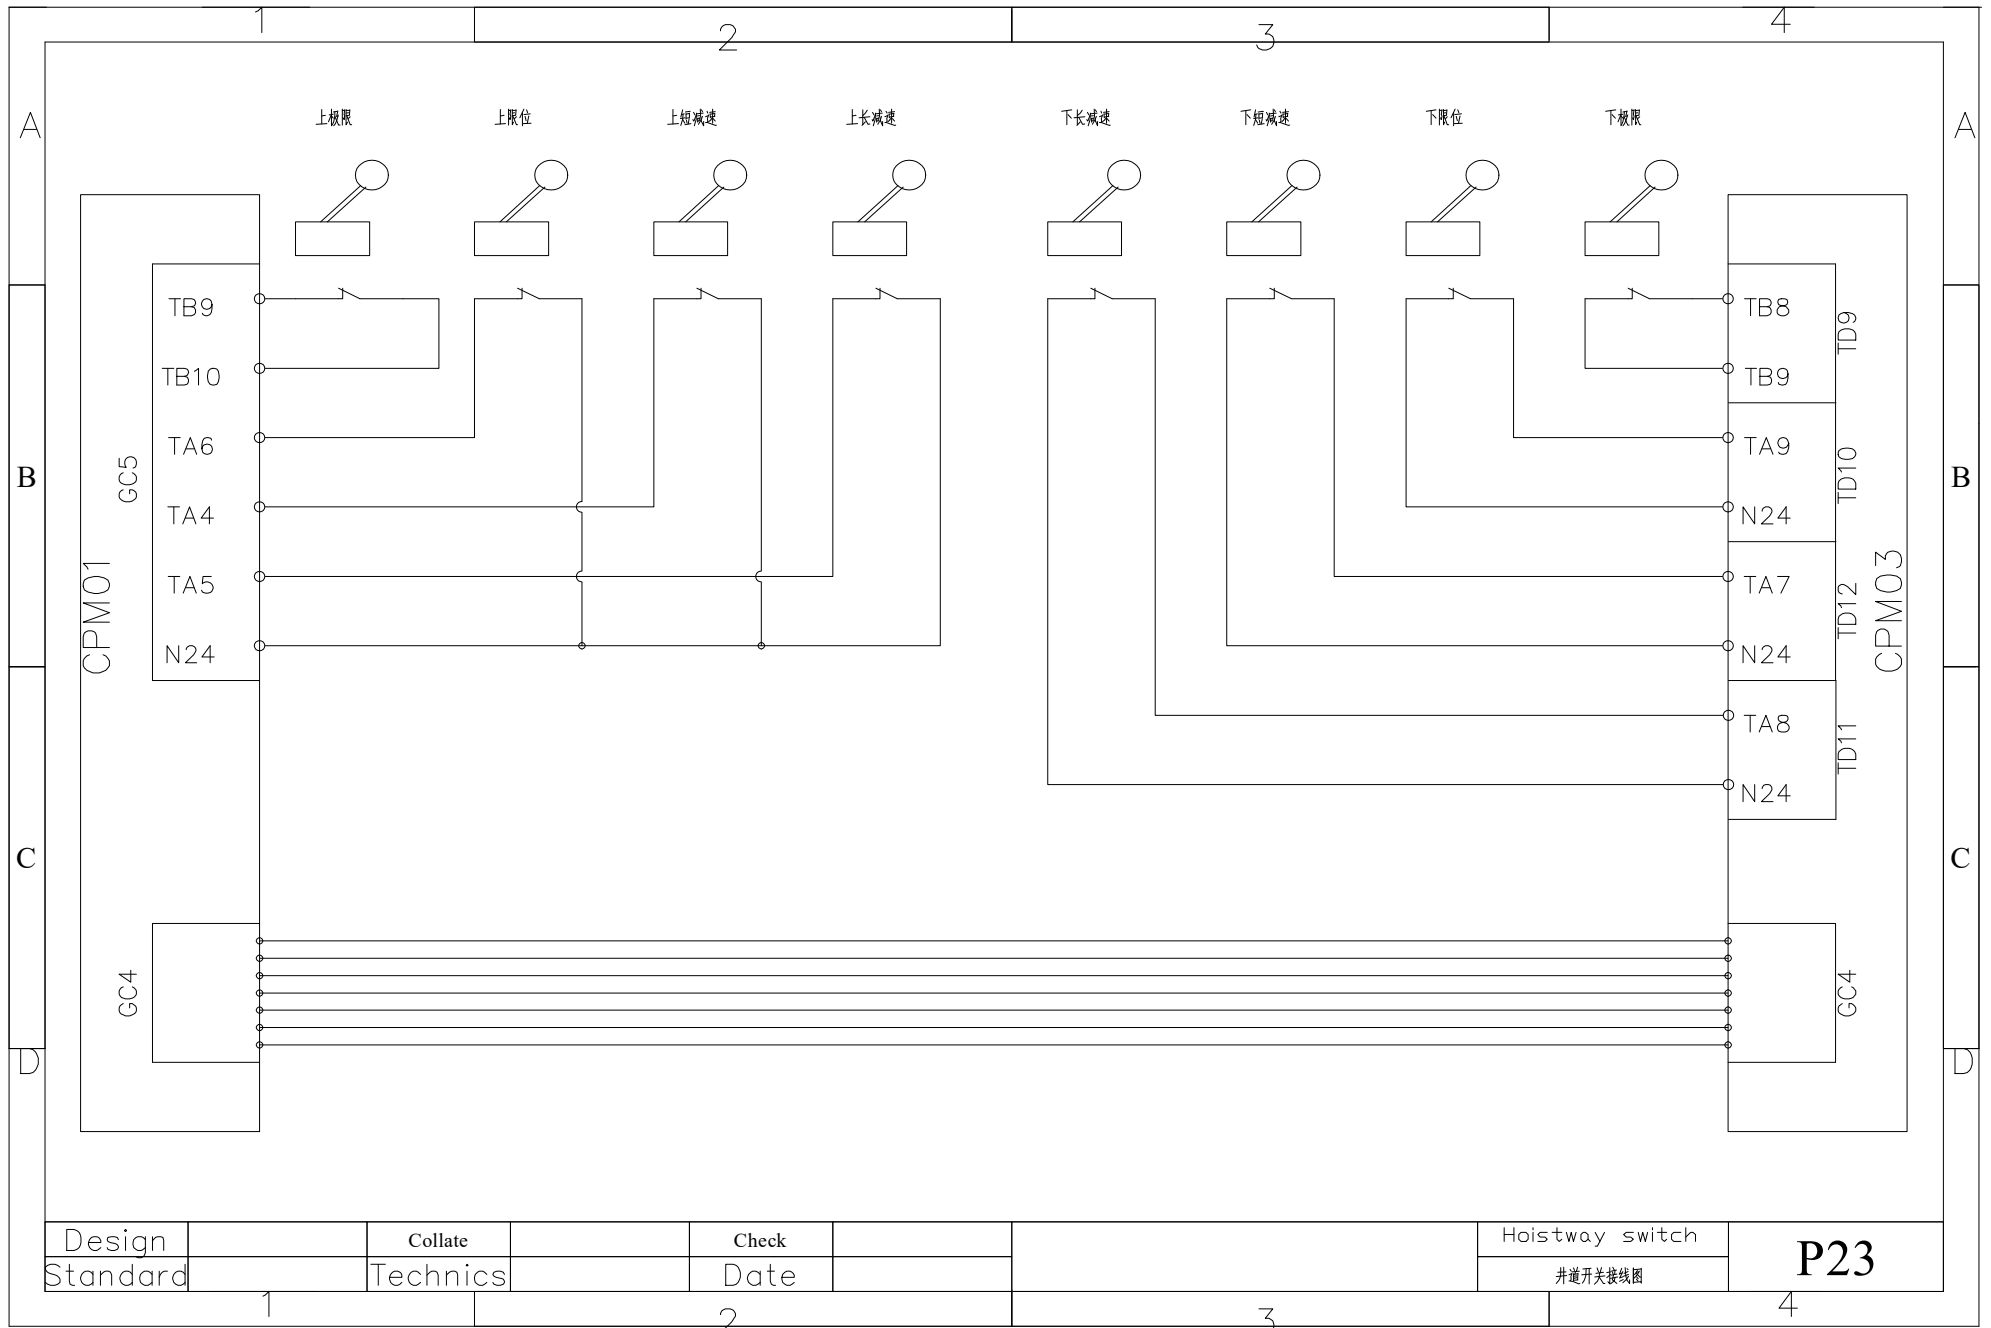 1
2
3
4
A
A
上极限
上限位
上短减速
上长减速
下长减速
下短减速
下限位
下极限
TB9
TB10
TA6
TA4
TA5
N24
GC5
CPM01
TB8
TB9
TD9
TA9
N24
TD10
TA7
N24
TD12
TA8
N24
TD11
CPM03
B
B
C
C
GC4
GC4
D
D
Design
Collate
Check
Hoistway switch
P23
Standard
Technics
Date
井道开关接线图
1
2
3
4